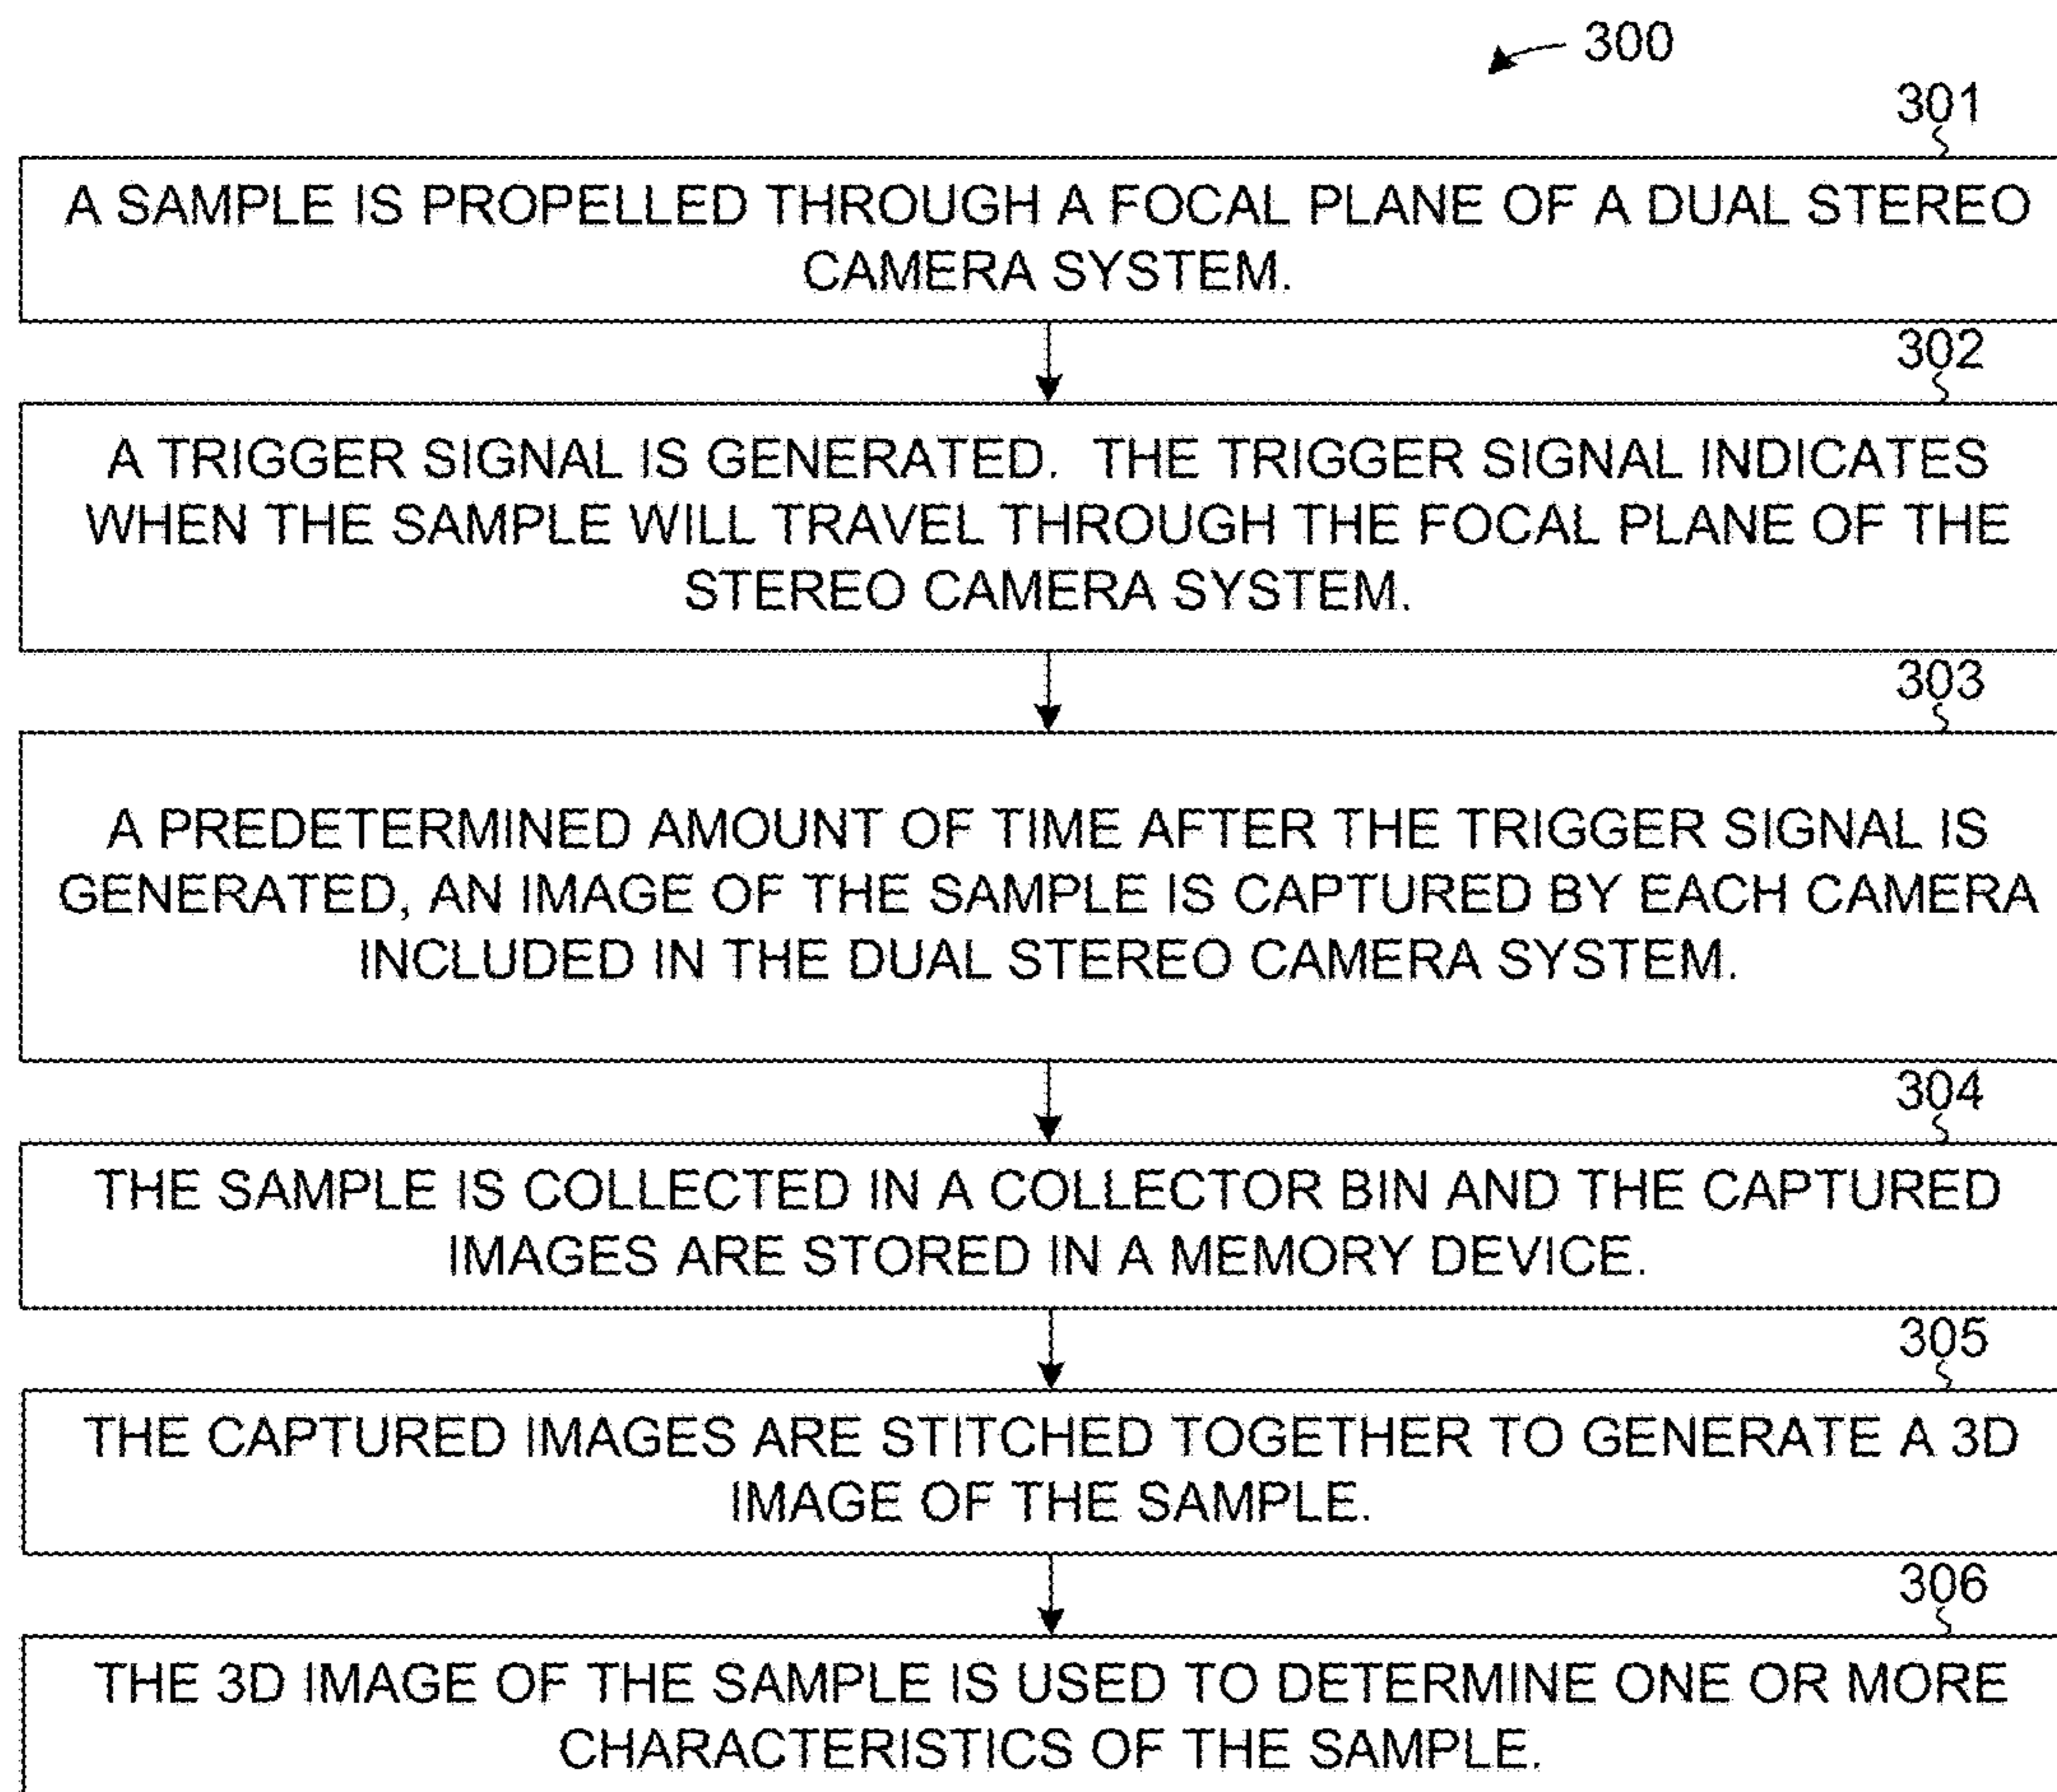 300
301
A SAMPLE IS PROPELLED THROUGH A FOCAL PLANE OF A DUAL STEREO
CAMERA SYSTEM.
302
A TRIGGER SIGNAL IS GENERATED. THE TRIGGER SIGNAL INDICATES
WHEN THE SAMPLE WILL TRAVEL THROUGH THE FOCAL PLANE OF THE
STEREO CAMERA SYSTEM.
303
A PREDETERMINED AMOUNT OF TIME AFTER THE TRIGGER SIGNAL IS
GENERATED, AN IMAGE OF THE SAMPLE IS CAPTURED BY EACH CAMERA
INCLUDED IN THE DUAL STEREO CAMERA SYSTEM.
304
THE SAMPLE IS COLLECTED IN A COLLECTOR BIN AND THE CAPTURED
IMAGES ARE STORED IN A MEMORY DEVICE.
305
THE CAPTURED IMAGES ARE STITCHED TOGETHER TO GENERATE A 3D
IMAGE OF THE SAMPLE.
306
THE 3D IMAGE OF THE SAMPLE IS USED TO DETERMINE ONE OR MORE
CHARACTERISTICS OF THE SAMPLE.